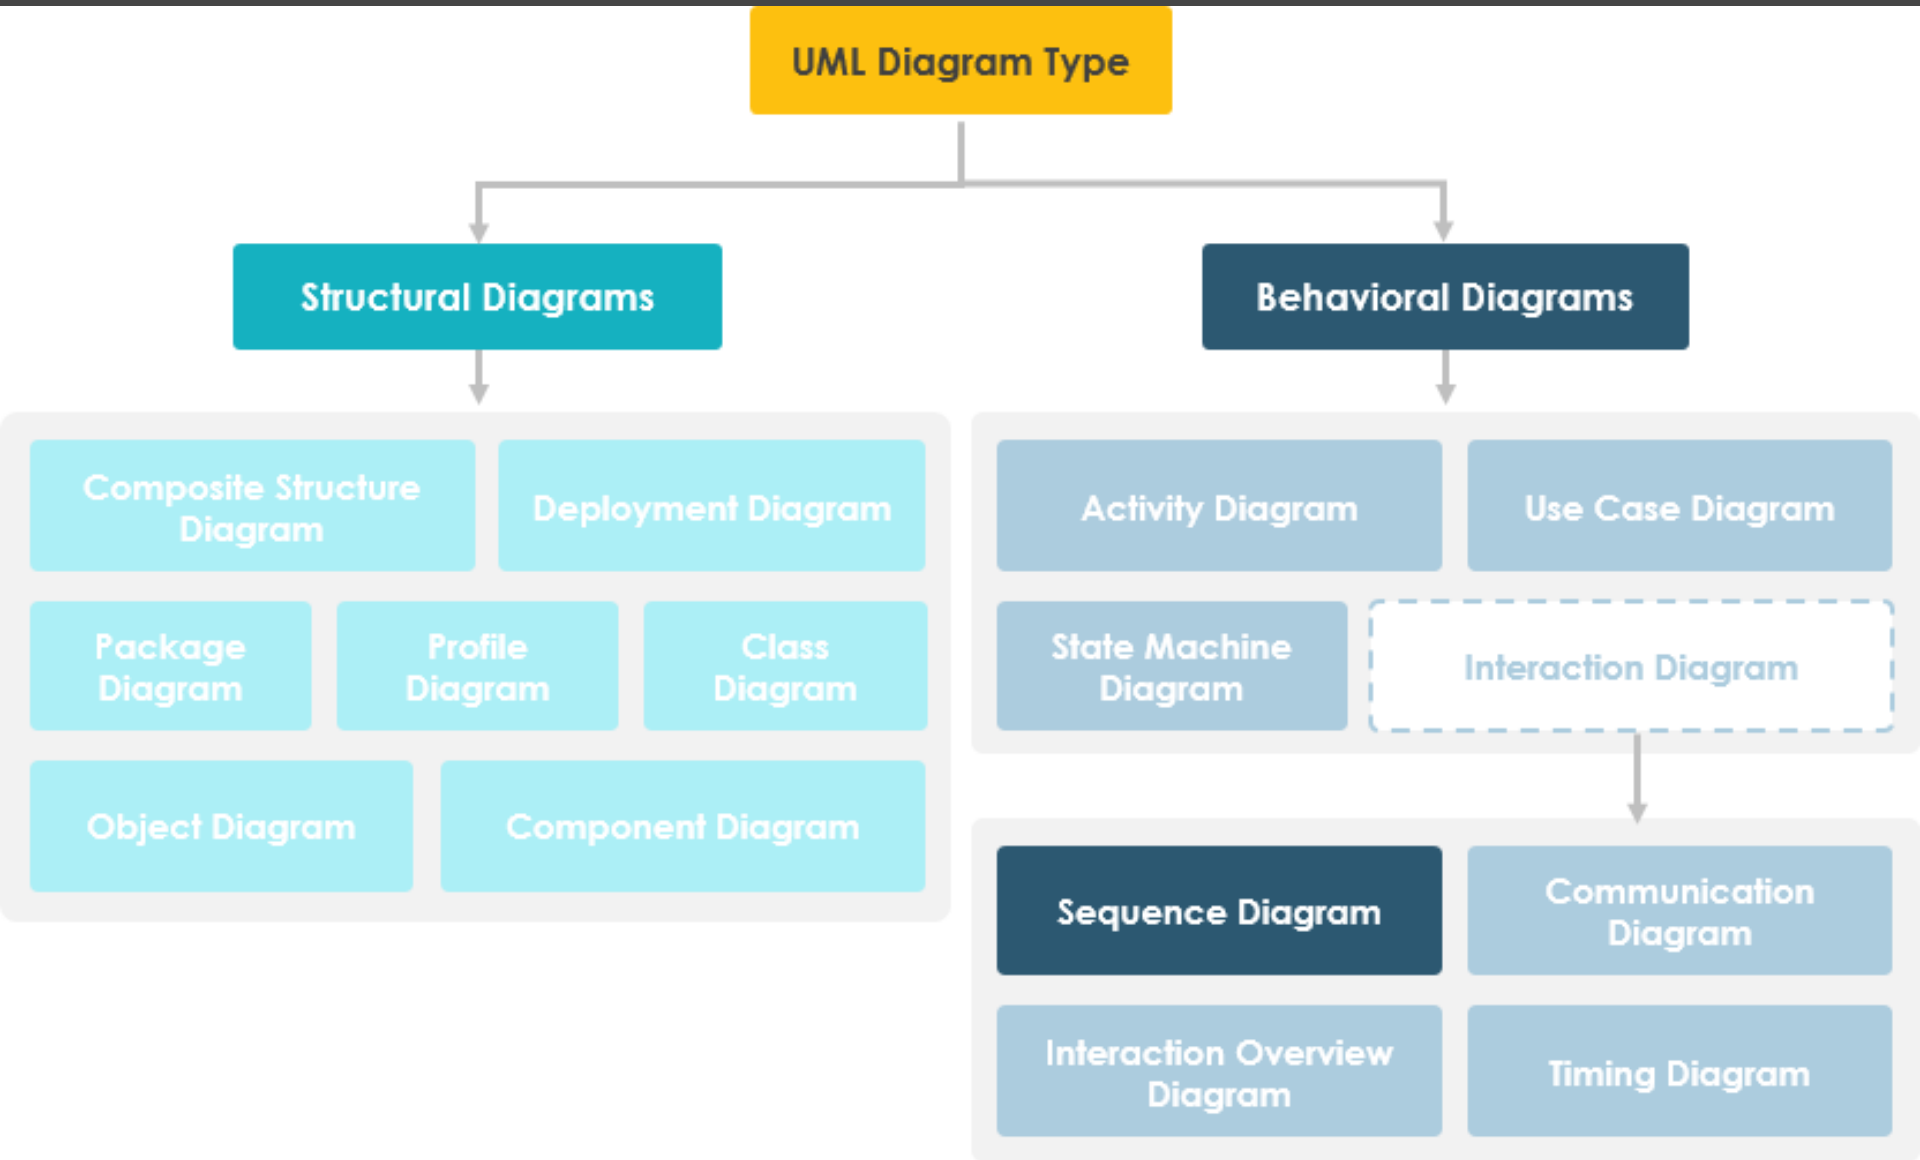 UML Diagram Type
Structural Diagrams
Behavioral Diagrams
Composite Structure
Diagram
Deployment Diagram
Package
Diagram
Profile
Diagram
Class
Diagram
Object Diagram
Component Diagram
Activity Diagram
Use Case Diagram
State Machine
Diagram
Interaction Diagram
Sequence Diagram
Communication
Diagram
Interaction Overview
Diagram
Timing Diagram